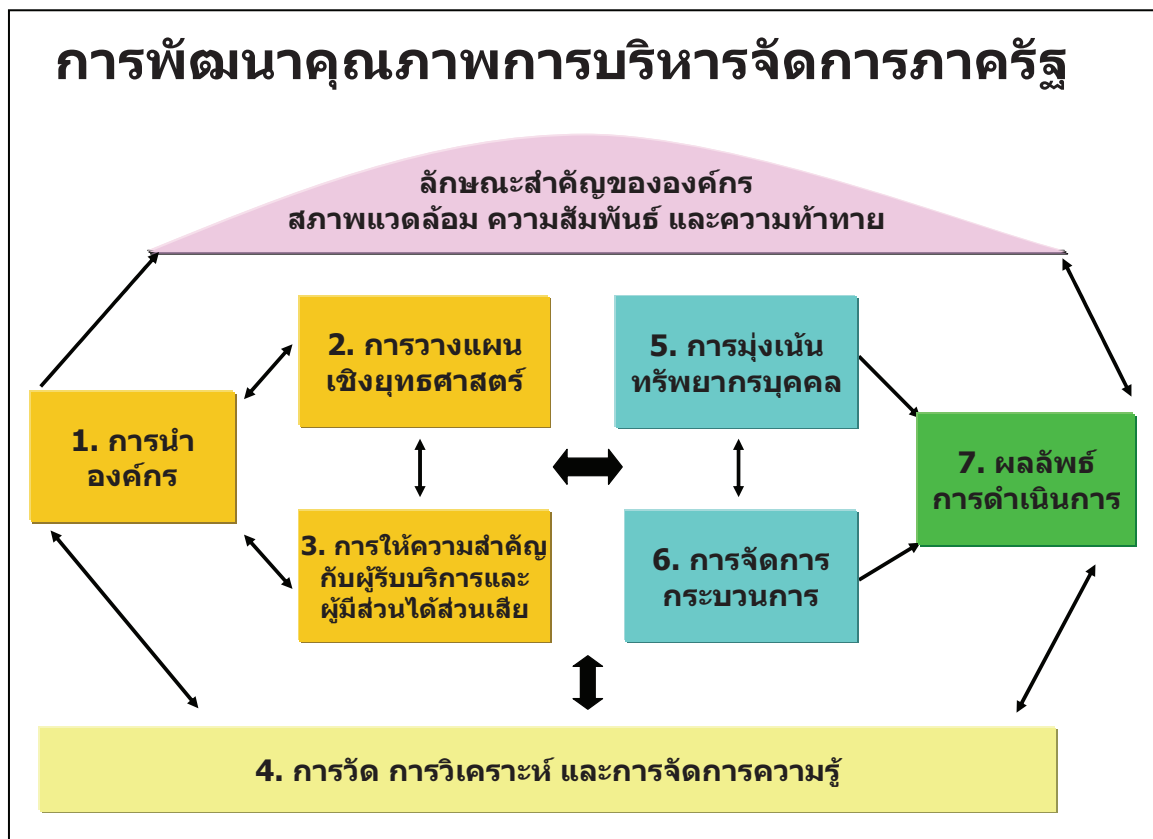 การพัฒนาคุณภาพการบริหารจัดการภาครัฐ
ลักษณะสำคัญขององค์กร
สภาพแวดล้อม ความสัมพันธ์ และความท้าทาย
2. การวางแผน
เชิงยุทธศาสตร์
5. การมุ่งเน้น
ทรัพยากรบุคคล
1. การนำ
องค์กร
7. ผลลัพธ์
การดำเนินการ
3. การให้ความสำคัญ
กับผู้รับบริการและ
ผู้มีส่วนได้ส่วนเสีย
6. การจัดการ
กระบวนการ
4. การวัด การวิเคราะห์ และการจัดการความรู้